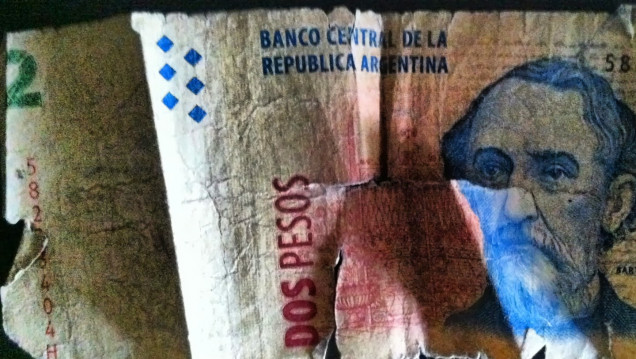 2
BANCO CENTRAL DE LA
REPUBLICA ARGENTINA
58
DOS PESOS